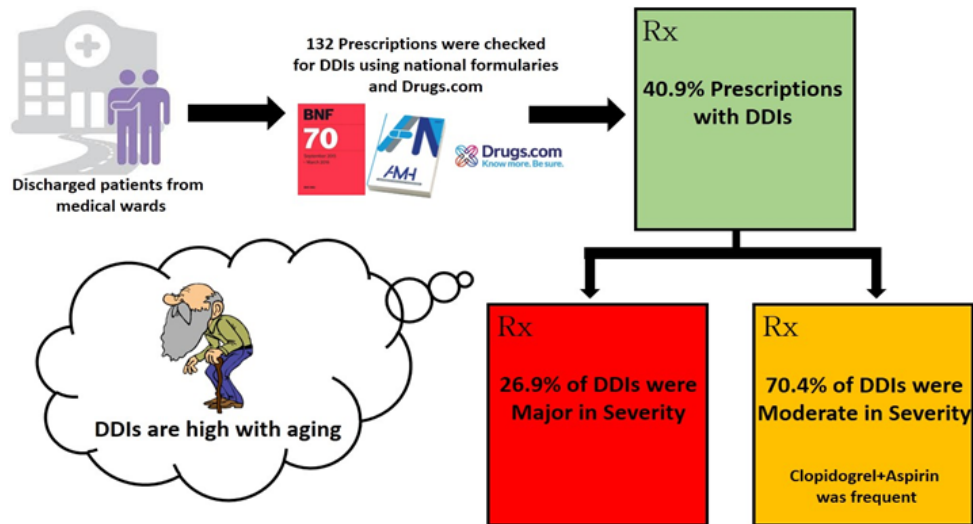 Discharged patients from
medical wards
132 Prescriptions were checked
for DDIs using national formularies
and Drugs.com
BNF
70
AMH
Drugs.com
Know more. Be sure.
Rx
40.9% Prescriptions
with DDIs
DDIs are high with aging
Rx
26.9% of DDIs were
Major in Severity
Rx
70.4% of DDIs were
Moderate in Severity
Clopidogrel+Aspirin
was frequent